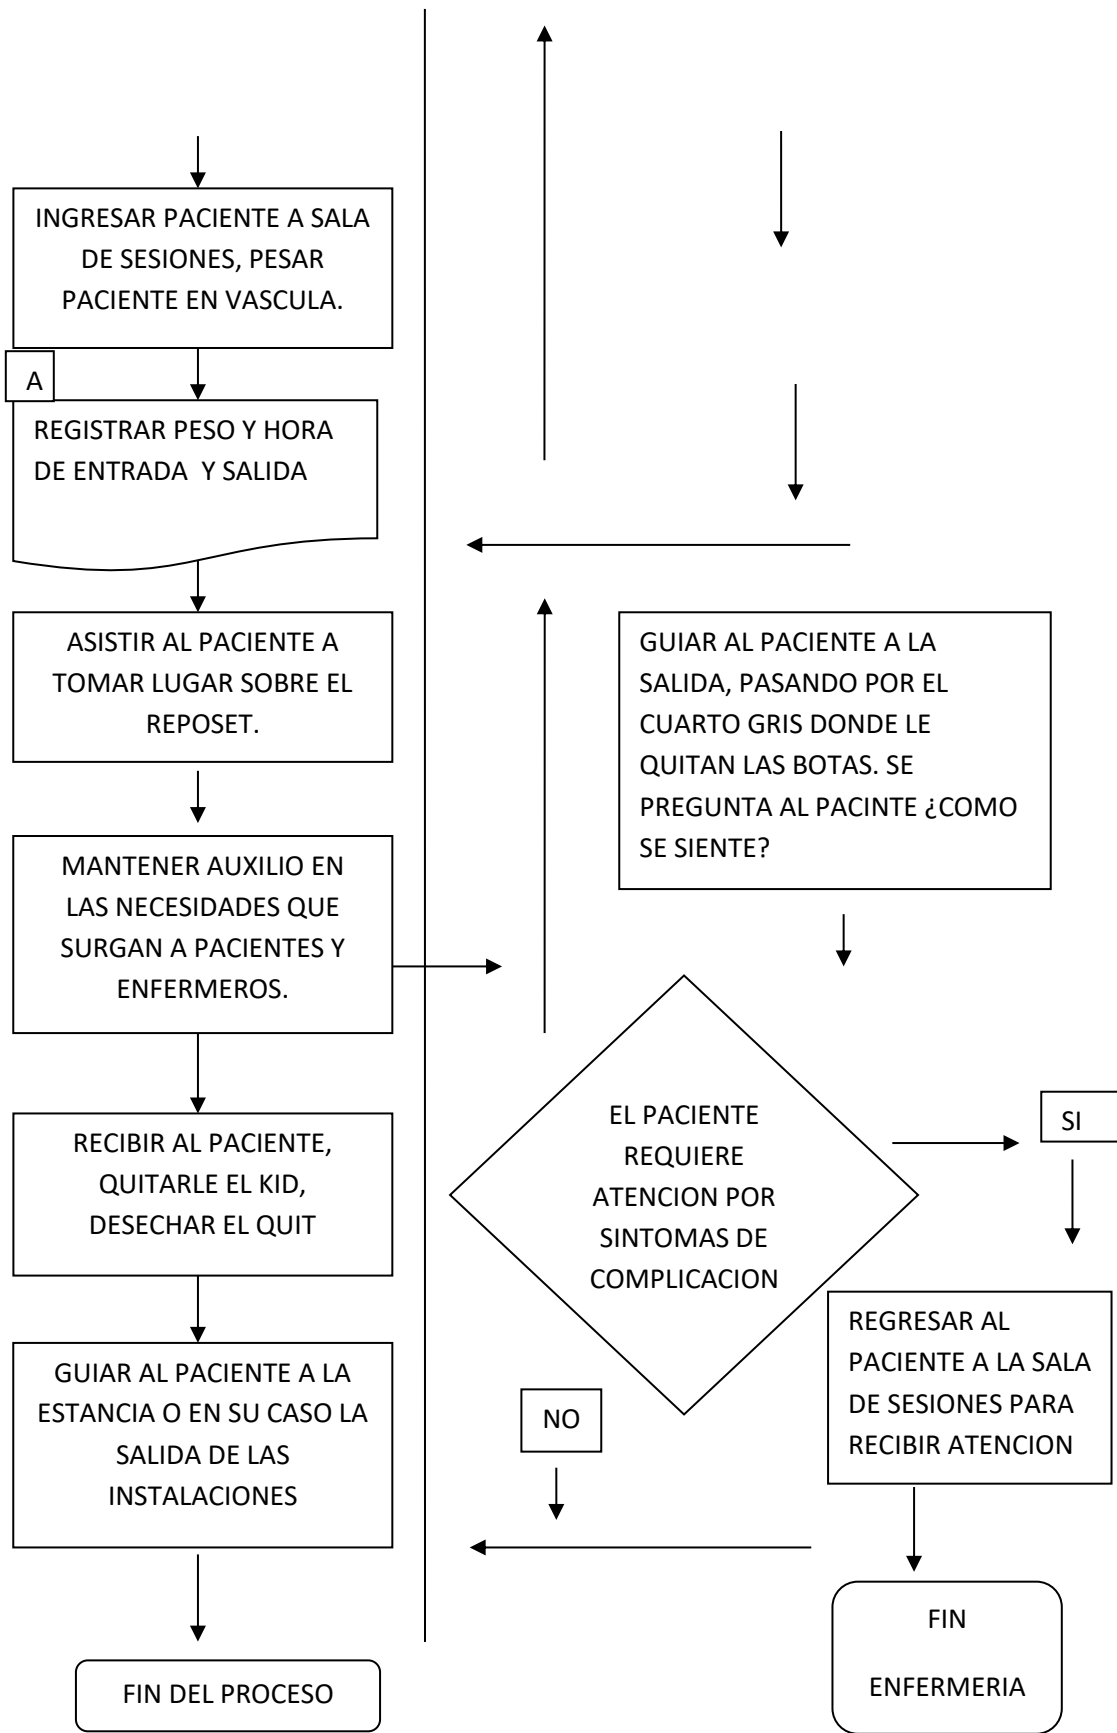 INGRESAR PACIENTE A SALA
DE SESIONES, PESAR
PACIENTE EN VASCULA.
A
REGISTRAR PESO Y HORA
DE ENTRADA Y SALIDA
ASISTIR AL PACIENTE A
TOMAR LUGAR SOBRE EL
REPOSET.
MANTENER AUXILIO EN
LAS NECESIDADES QUE
SURGAN A PACIENTES Y
ENFERMEROS.
RECIBIR AL PACIENTE,
QUITARLE EL KID,
DESECHAR EL QUIT
GUIAR AL PACIENTE A LA
ESTANCIA O EN SU CASO LA
SALIDA DE LAS
INSTALACIONES
FIN DEL PROCESO
GUIAR AL PACIENTE A LA
SALIDA, PASANDO POR EL
CUARTO GRIS DONDE LE
QUITAN LAS BOTAS. SE
PREGUNTA AL PACINTE ¿COMO
SE SIENTE?
EL PACIENTE
REQUIERE
ATENCION POR
SINTOMAS DE
COMPLICACION
SI
REGRESAR AL
PACIENTE A LA SALA
DE SESIONES PARA
RECIBIR ATENCION
NO
FIN
ENFERMERIA